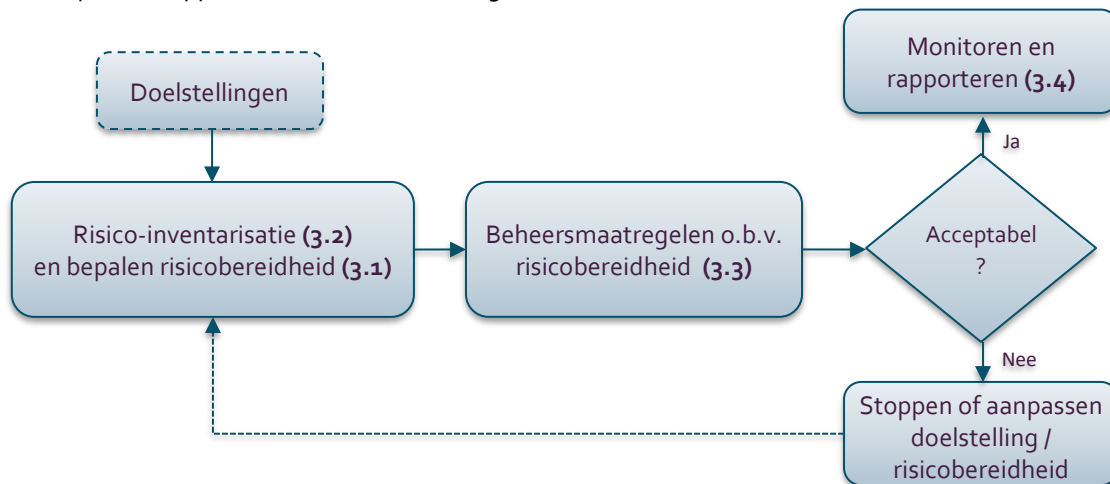 Doelstellingen
Monitoren en
rapporteren (3.4)
Ja
Risico-inventarisatie (3.2)
en bepalen risicobereidheid (3.1)
Beheersmaatregelen o.b.v.
risicobereidheid (3.3)
Acceptabel
?
Nee
Stoppen of aanpassen
doelstelling /
risicobereidheid